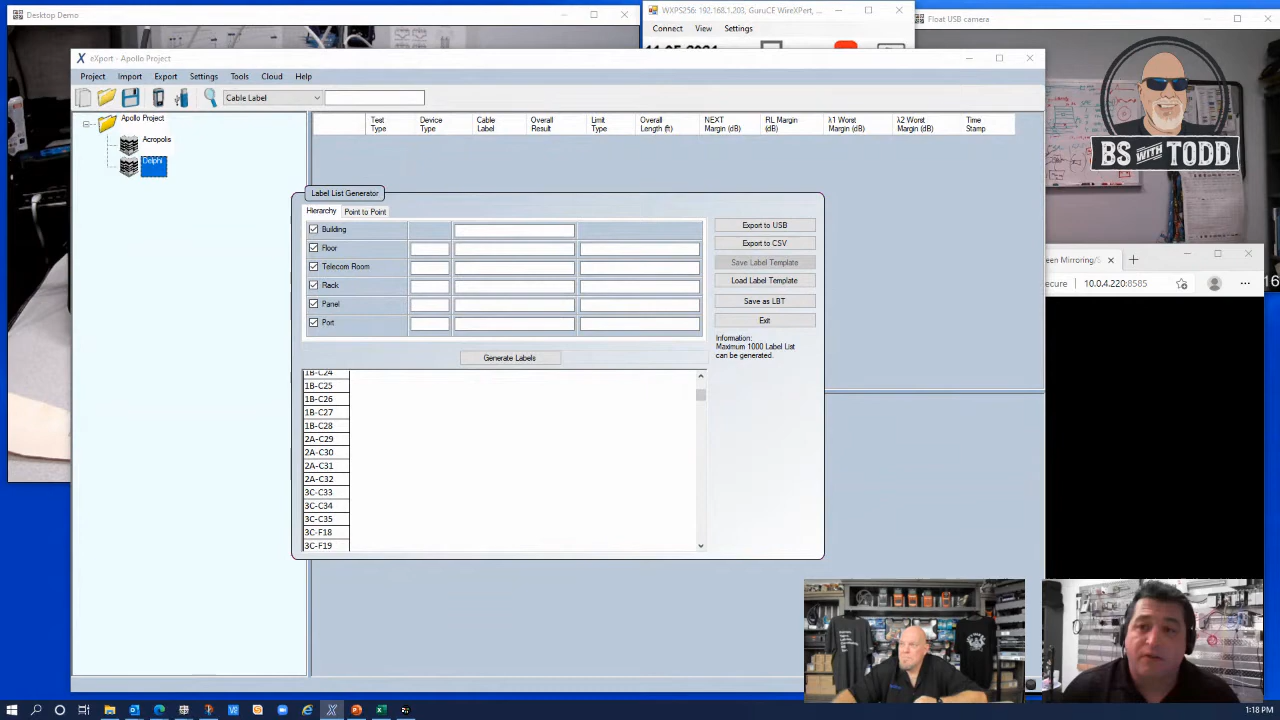 Desktop Demo
WXPS256: 192.168.1.203, GuruCE WireXPert, ...
Float USB camera
Connect View Settings
eXport - Apollo Project
Project Import Export Settings Tools Cloud Help
Cable Label
Apollo Project
Acropolis
Delphi
Test Type
Device Type
Cable Label
Overall Result
Limit Type
Overall Length (ft)
NEXT Margin (dB)
RL Margin (dB)
λ1 Worst Margin (dB)
λ2 Worst Margin (dB)
Time Stamp
BS WITH TODD
Label List Generator
Hierarchy Point to Point
Building
Floor
Telecom Room
Rack
Panel
Port
Export to USB
Export to CSV
Save Label Template
Load Label Template
Save as LBT
Exit
Information:
Maximum 1000 Label List
can be generated.
Generate Labels
1B-C24
1B-C25
1B-C26
1B-C27
1B-C28
2A-C29
2A-C30
2A-C31
2A-C32
3C-C33
3C-C34
3C-C35
3C-F18
3C-F19
een Mirroring/S
ecure 10.0.4.220:8585
16
1:18 PM